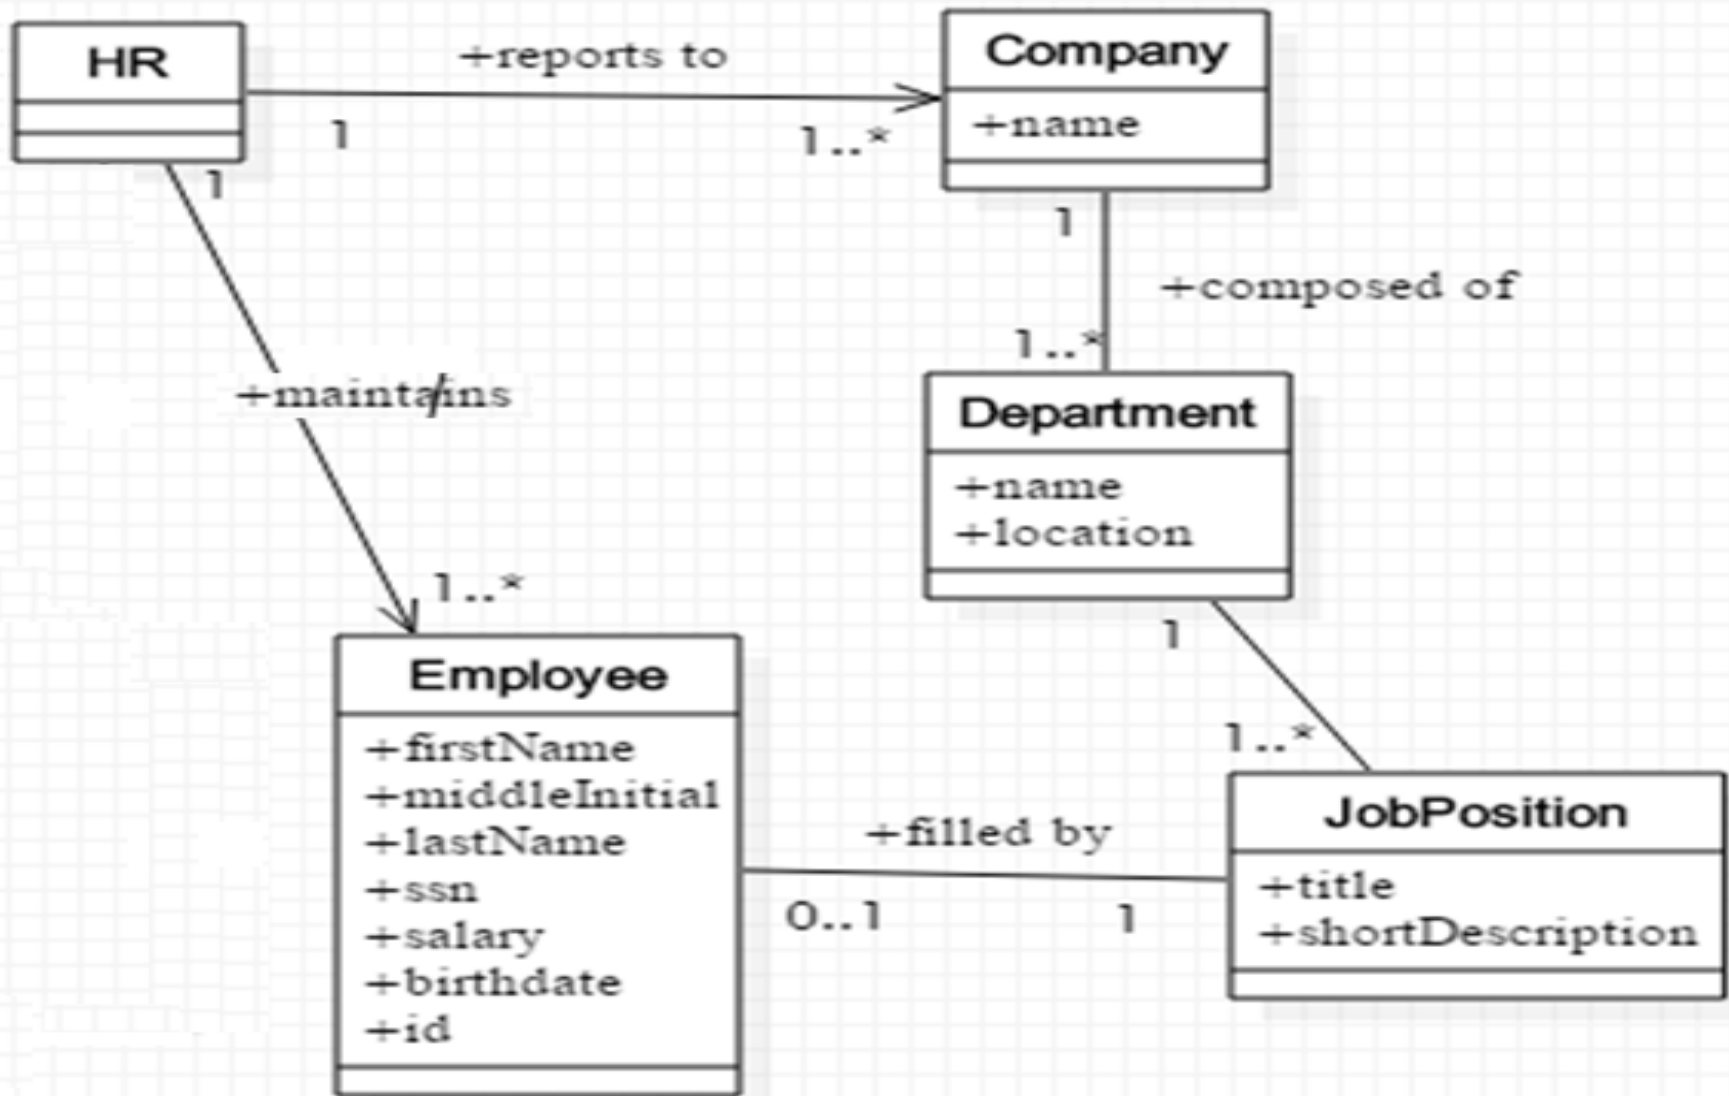 HR
+reports to
1
1..*
Company
+name
1
1
+composed of
1..*
+maintains
Department
+name
+location
1..*
1
Employee
+firstName
+middleInitial
+lastName
+ssn
+salary
+birthdate
+id
1..*
JobPosition
+title
+shortDescription
+filled by
0..1
1